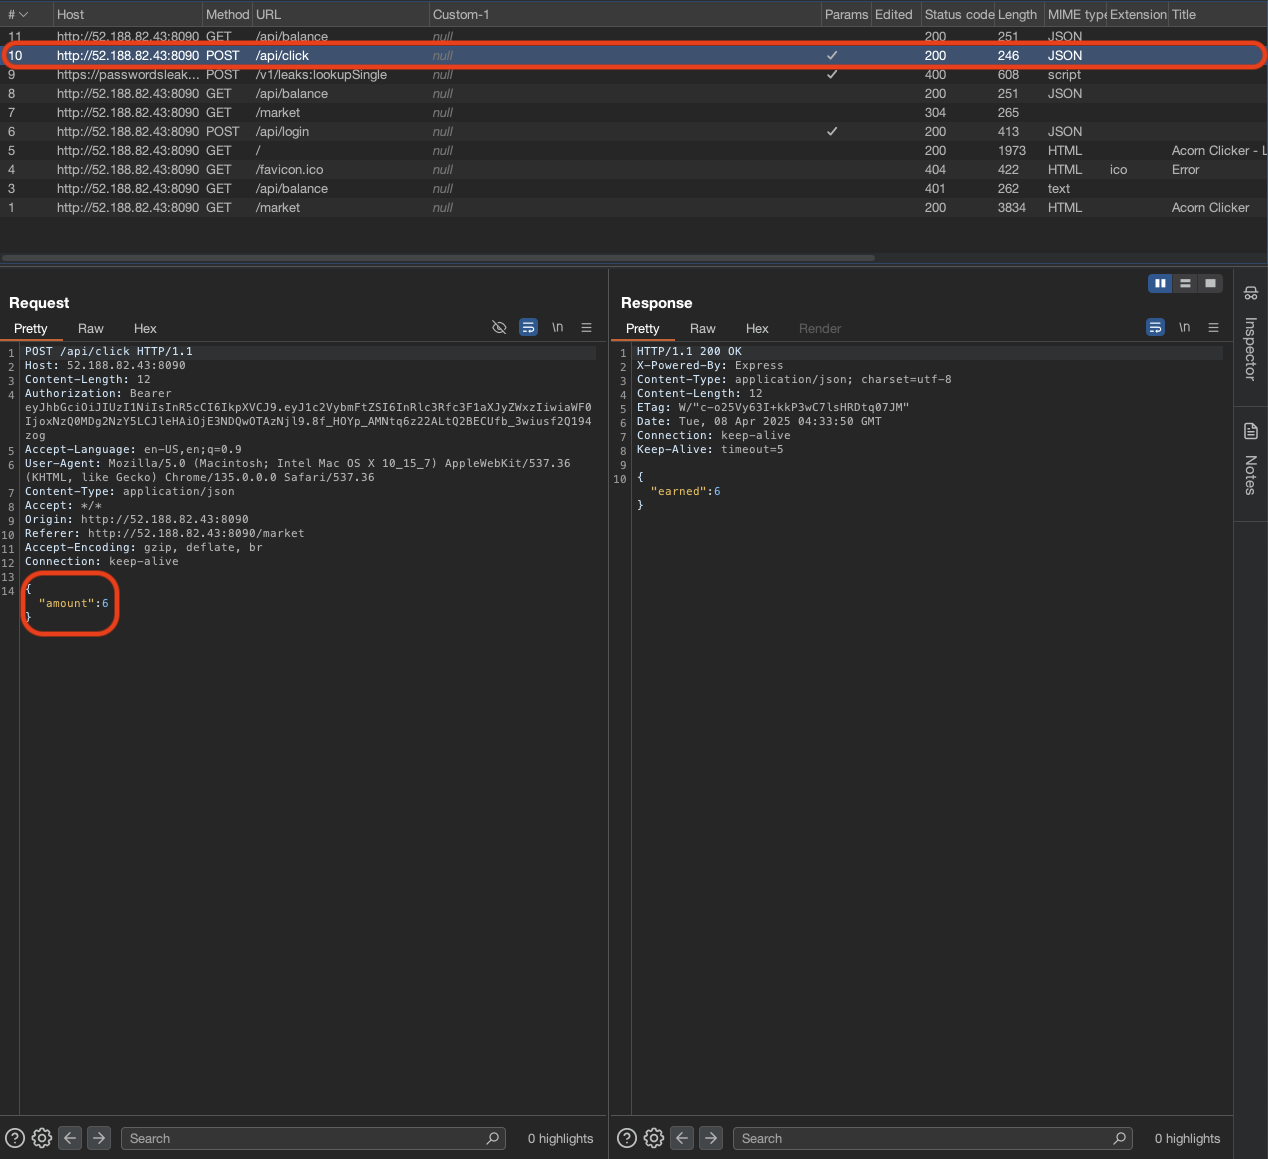 # Host Method URL Custom-1 Params Edited Status code Length MIME type Extension Title
11 http://52.188.82.43:8090 GET /api/balance null 200 251 JSON
10 http://52.188.82.43:8090 POST /api/click null ✓ 200 246 JSON
9 https://passwordsleak... POST /v1/leaks:lookupSingle null ✓ 400 608 script
8 http://52.188.82.43:8090 GET /api/balance null 200 251 JSON
7 http://52.188.82.43:8090 GET /market null 304 265
6 http://52.188.82.43:8090 POST /api/login null ✓ 200 413 JSON
5 http://52.188.82.43:8090 GET / null 200 1973 HTML Acorn Clicker - L
4 http://52.188.82.43:8090 GET /favicon.ico null 404 422 HTML ico Error
3 http://52.188.82.43:8090 GET /api/balance null 401 262 text
1 http://52.188.82.43:8090 GET /market null 200 3834 HTML Acorn Clicker
Request
Pretty Raw Hex \n
1 POST /api/click HTTP/1.1
2 Host: 52.188.82.43:8090
3 Content-Length: 12
4 Authorization: Bearer
eyJhbGciOiJIUzI1NiIsInR5cCI6IkpXVCJ9.eyJ1c2VybmFtZSI6InRlc3Rfc3F1aXJyZWxzIiwiaWF0
IjoxNzQ0MDg2NzY5LCJleHAiOjE3NDQwOTAzNjl9.8f_HOYp_AMNtq6z22ALtQ2BECUfb_3wiusf2Q194
zog
5 Accept-Language: en-US,en;q=0.9
6 User-Agent: Mozilla/5.0 (Macintosh; Intel Mac OS X 10_15_7) AppleWebKit/537.36
(KHTML, like Gecko) Chrome/135.0.0.0 Safari/537.36
7 Content-Type: application/json
8 Accept: */*
9 Origin: http://52.188.82.43:8090
10 Referer: http://52.188.82.43:8090/market
11 Accept-Encoding: gzip, deflate, br
12 Connection: keep-alive
13
14 {
"amount":6
}
Response
Pretty Raw Hex Render \n
1 HTTP/1.1 200 OK
2 X-Powered-By: Express
3 Content-Type: application/json; charset=utf-8
4 Content-Length: 12
5 ETag: W/"c-o25Vy63I+kkP3wC7lsHRDtq07JM"
6 Date: Tue, 08 Apr 2025 04:33:50 GMT
7 Connection: keep-alive
8 Keep-Alive: timeout=5
9
10 {
"earned":6
}
Inspector
Notes
Search 0 highlights
Search 0 highlights